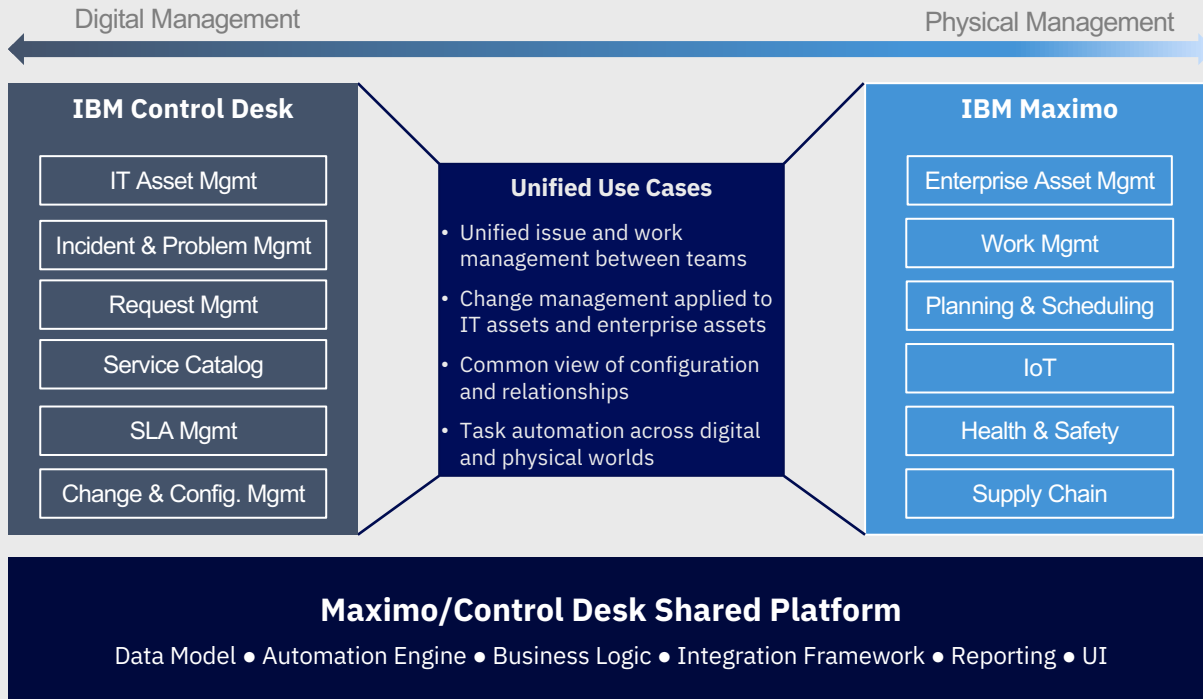 Digital Management
Physical Management
IBM Control Desk
IT Asset Mgmt
Incident & Problem Mgmt
Request Mgmt
Service Catalog
SLA Mgmt
Change & Config. Mgmt
Unified Use Cases
• Unified issue and work
management between teams
• Change management applied to
IT assets and enterprise assets
• Common view of configuration
and relationships
• Task automation across digital
and physical worlds
IBM Maximo
Enterprise Asset Mgmt
Work Mgmt
Planning & Scheduling
IoT
Health & Safety
Supply Chain
Maximo/Control Desk Shared Platform
Data Model ● Automation Engine ● Business Logic ● Integration Framework ● Reporting ● UI